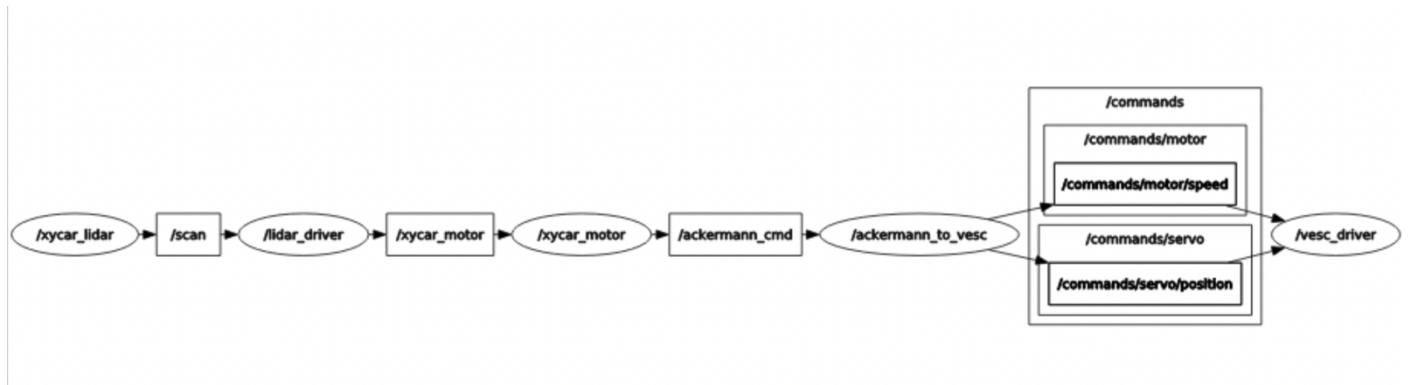 /commands
/commands/motor
/commands/motor/speed
/xycar_lidar
/scan
/lidar_driver
/xycar_motor
/xycar_motor
/ackermann_cmd
/ackermann_to_vesc
/vesc_driver
/commands/servo
/commands/servo/position